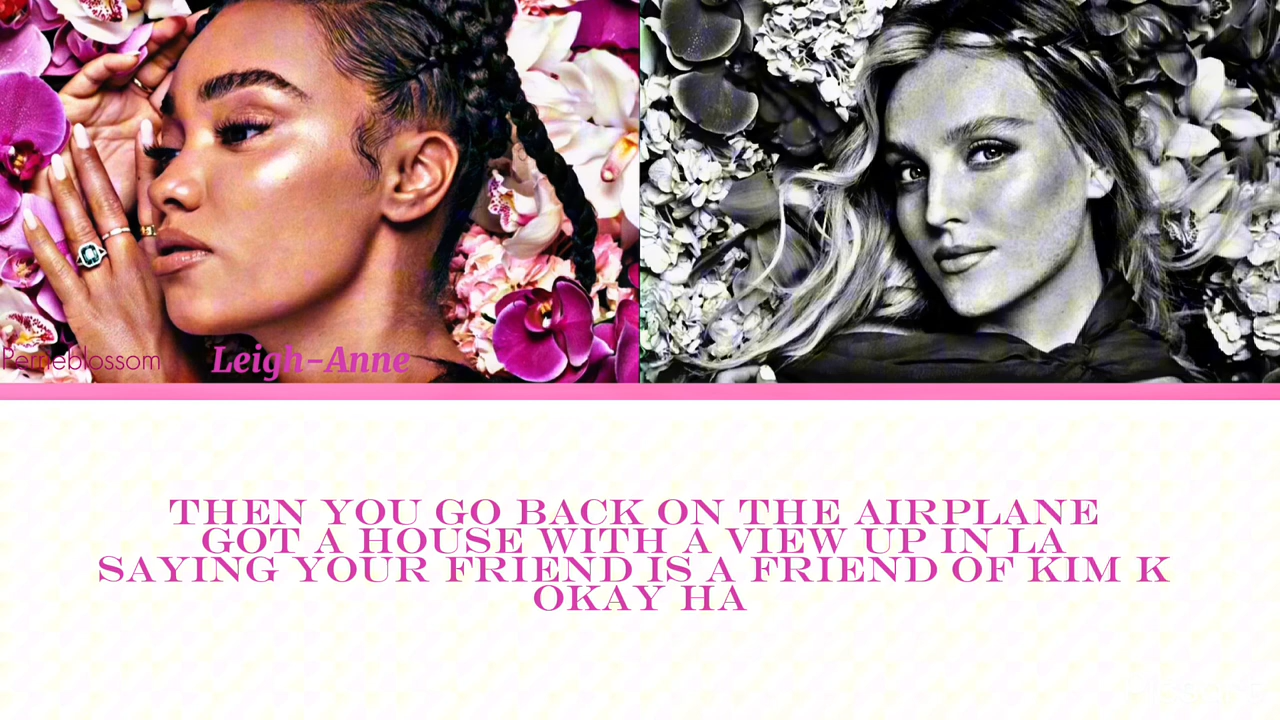 Perrieblossom
Leigh-Anne
THEN YOU GO BACK ON THE AIRPLANE
GOT A HOUSE WITH A VIEW UP IN LA
SAYING YOUR FRIEND IS A FRIEND OF KIM K
OKAY HA